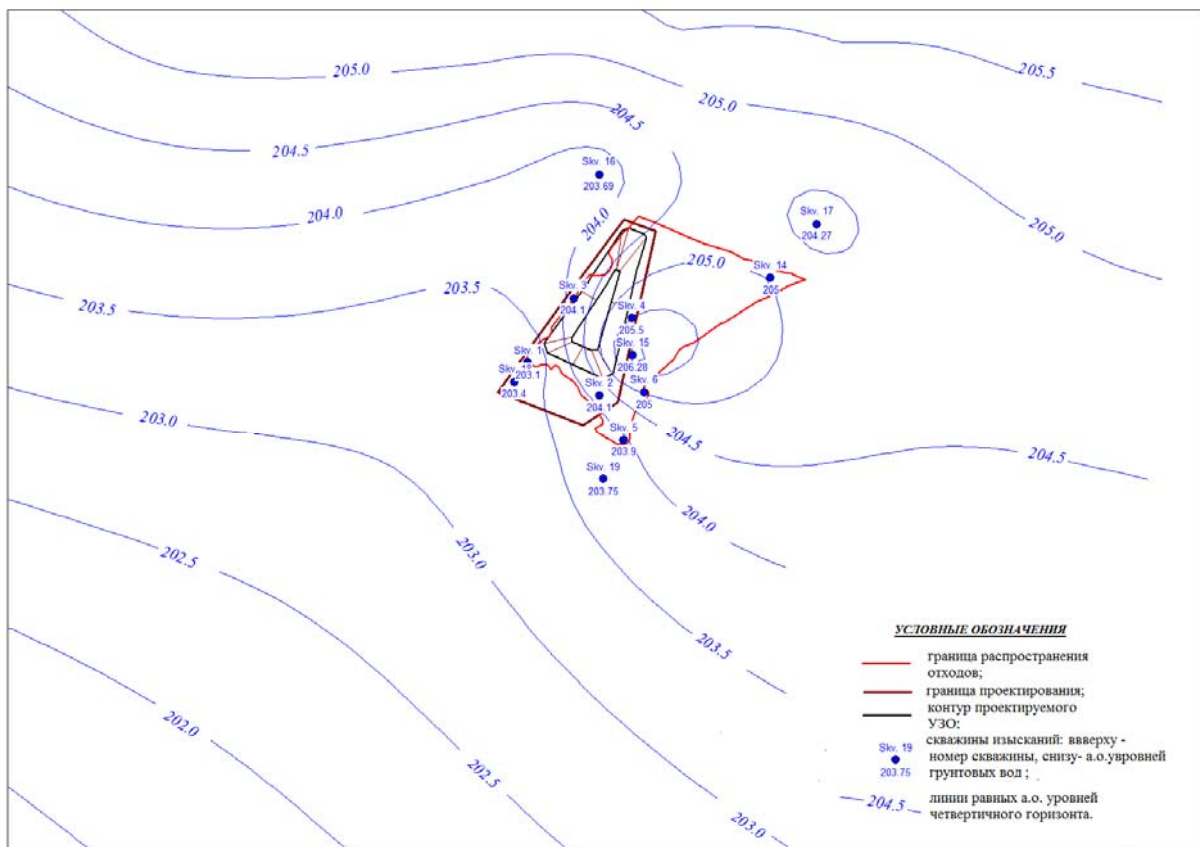 205.5
205.0
205.0
204.5
204.5
Skv. 16
203.69
204.0
204.0
Skv. 17
204.27
205.0
205.0
Skv. 14
205
203.5
203.5
Skv. 3
204.1
Skv. 4
205.5
Skv. 15
206.28
Skv. 1
203.1
203.4
Skv. 2
204.1
Skv. 6
205
203.0
204.5
204.5
Skv. 5
203.9
Skv. 19
203.75
204.0
202.5
203.0
203.5
202.0
202.5
203.0
УСЛОВНЫЕ ОБОЗНАЧЕНИЯ
граница распространения
отходов;
граница проектирования;
контур проектируемого
УЗО;
скважины изысканий: ввверху -
Skv. 19
номер скважины, снизу- а.о.увровней
203.75
грунтовых вод ;
204.5
линии равных а.о. уровней
четвертичного горизонта.